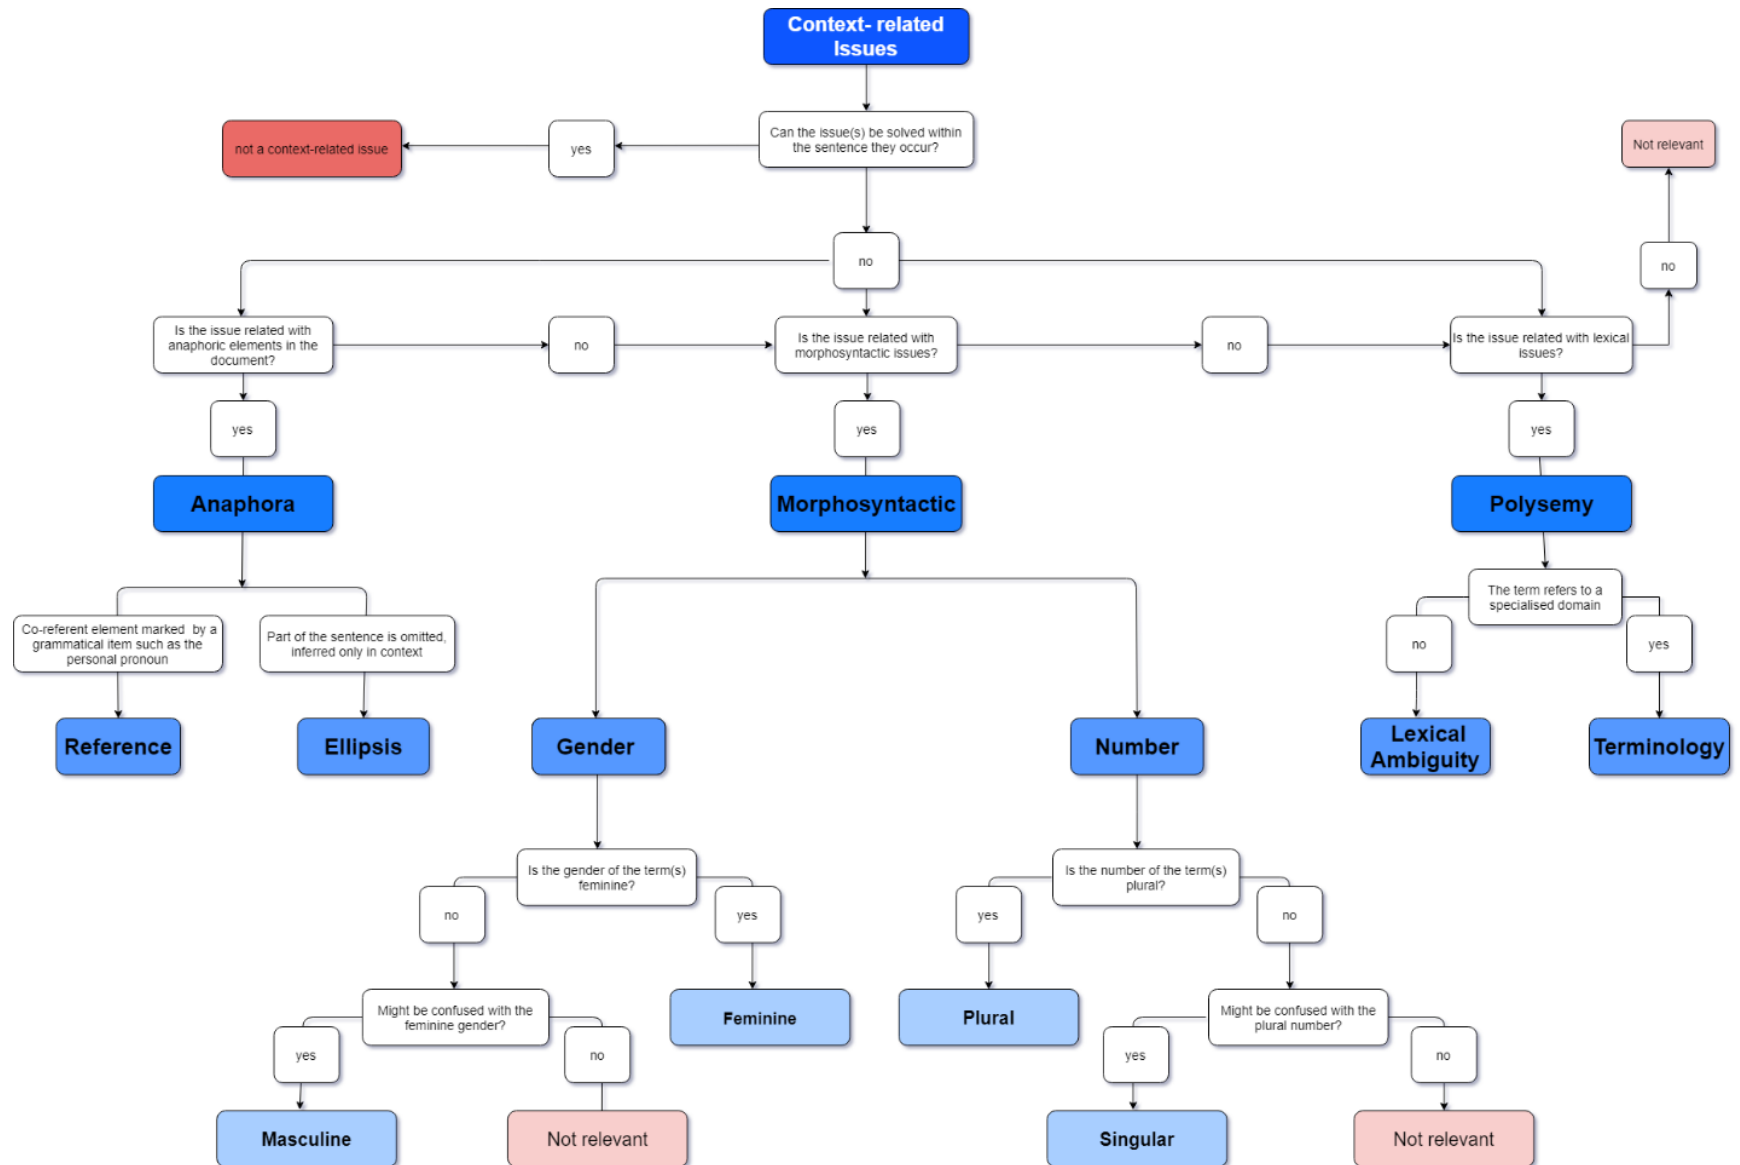 Context- related
Issues
Can the issue(s) be solved within
the sentence they occur?
yes
not a context-related issue
Not relevant
no
no
Is the issue related with
anaphoric elements in the
document?
no
Is the issue related with
morphosyntactic issues?
no
Is the issue related with lexical
issues?
yes
yes
yes
Anaphora
Morphosyntactic
Polysemy
The term refers to a
specialised domain
Co-referent element marked by a
grammatical item such as the
personal pronoun
Part of the sentence is omitted,
inferred only in context
no
yes
Reference
Ellipsis
Gender
Number
Lexical
Ambiguity
Terminology
Is the gender of the term(s)
feminine?
Is the number of the term(s)
plural?
no
yes
yes
no
Might be confused with the
feminine gender?
Feminine
Plural
Might be confused with the
plural number?
yes
no
yes
no
Masculine
Not relevant
Singular
Not relevant